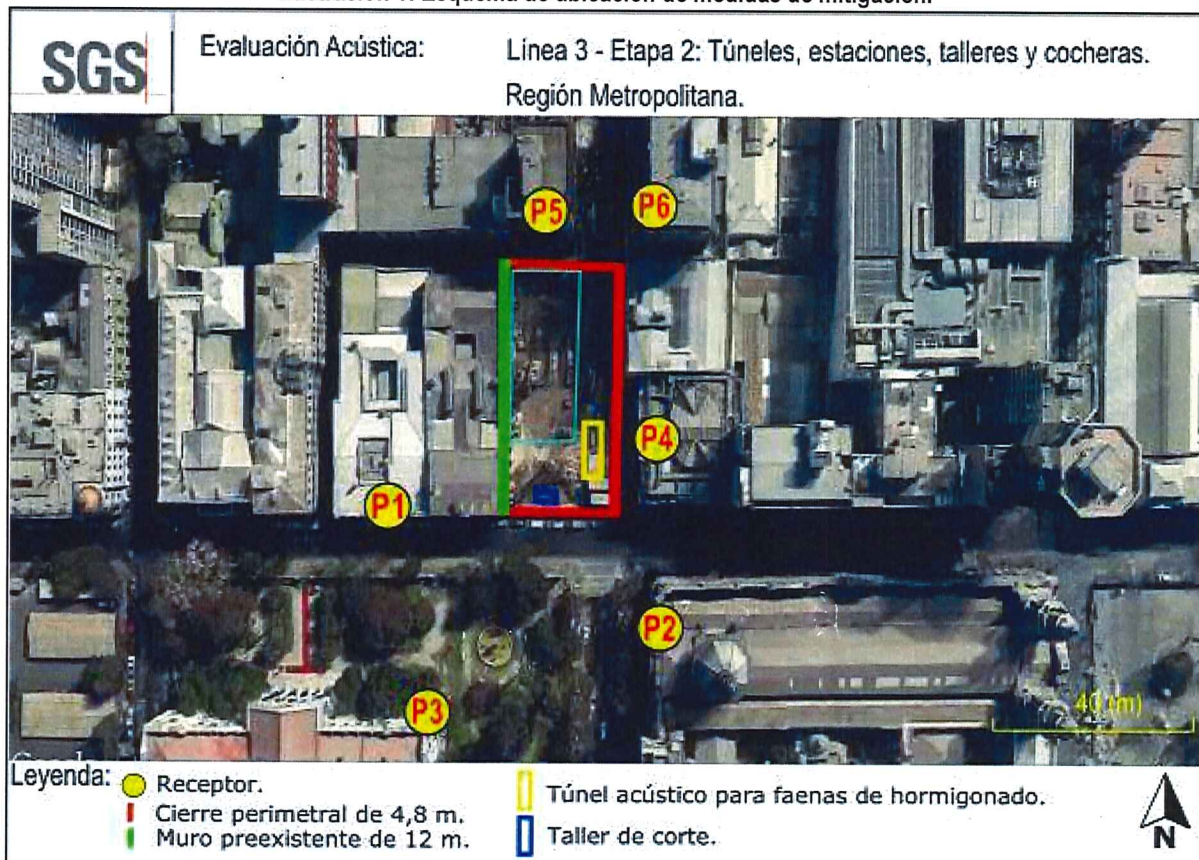 SGS
Evaluación Acústica:
Línea 3 - Etapa 2: Túneles, estaciones, talleres y cocheras.
Región Metropolitana.
P5
P6
P4
P1
P2
P3
40 (m)
Leyenda:
Receptor.
Cierre perimetral de 4,8 m.
Muro preexistente de 12 m.
Túnel acústico para faenas de hormigonado.
Taller de corte.
N